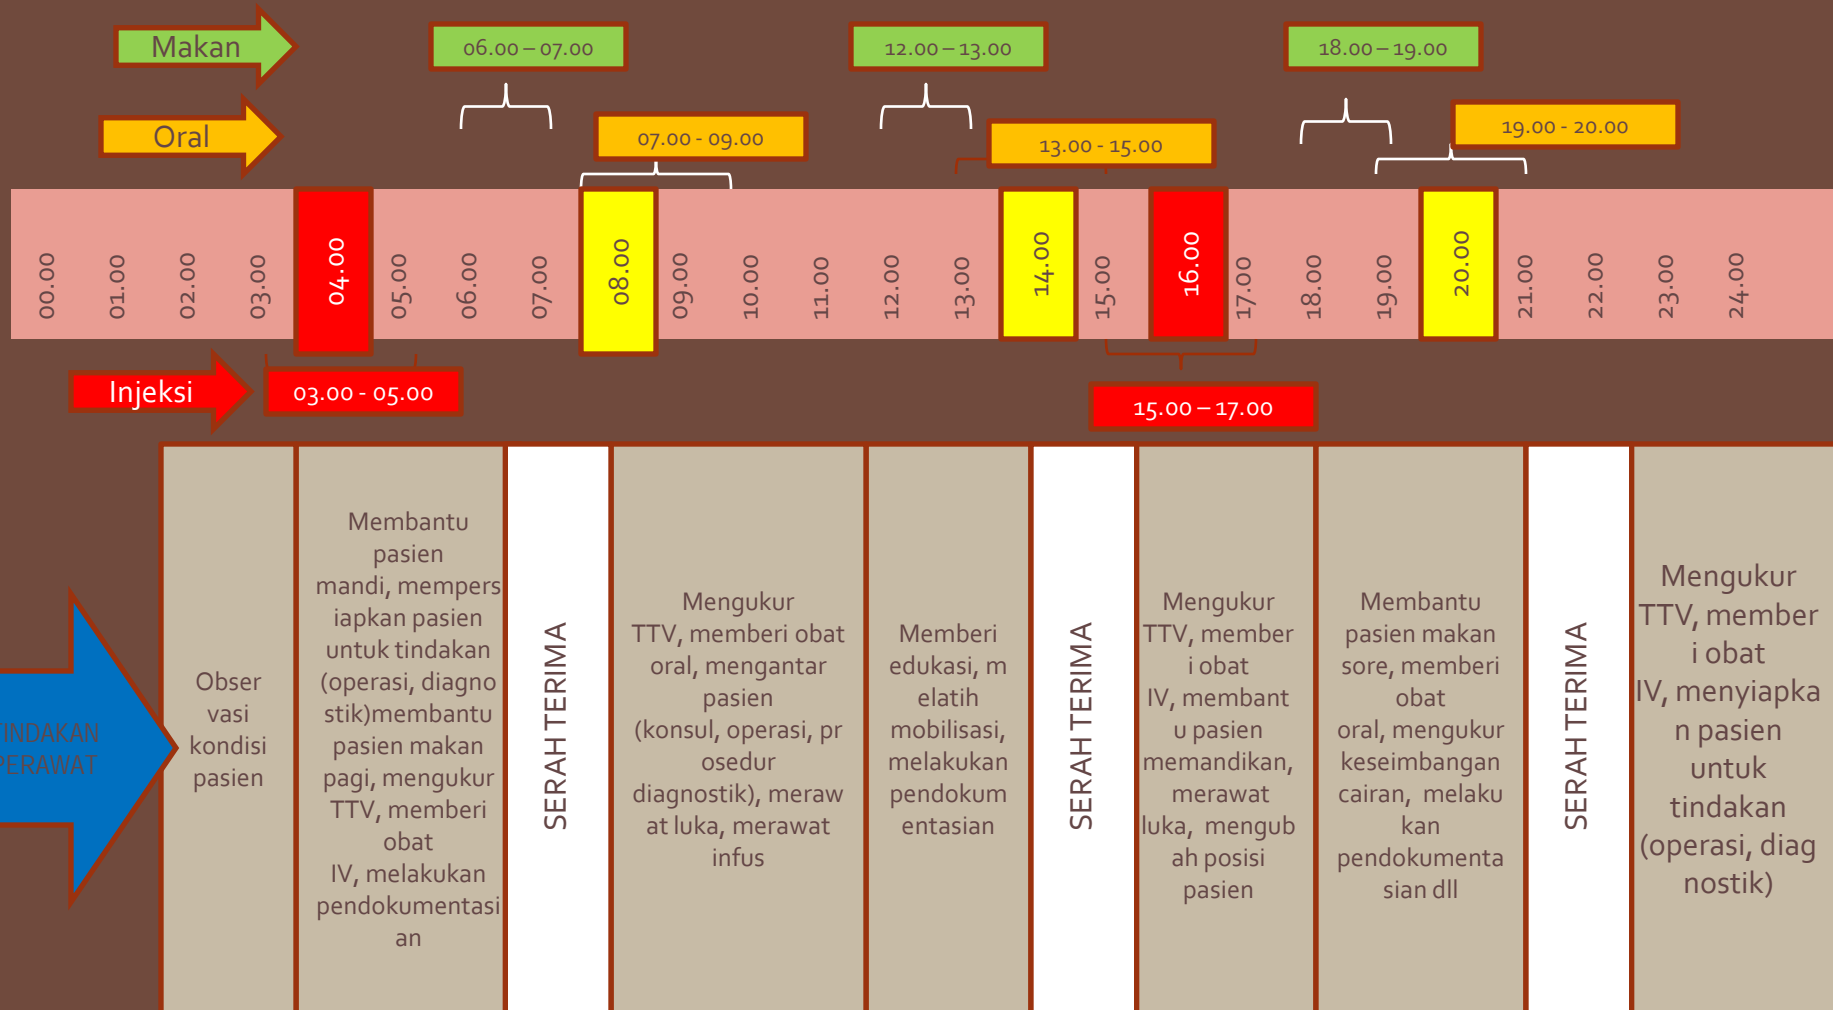 Makan
06.00 – 07.00
12.00 – 13.00
18.00 – 19.00
Oral
07.00 - 09.00
13.00 - 15.00
19.00 - 20.00
00.00
01.00
02.00
03.00
04.00
05.00
06.00
07.00
08.00
09.00
10.00
11.00
12.00
13.00
14.00
15.00
16.00
17.00
18.00
19.00
20.00
21.00
22.00
23.00
24.00
Injeksi
03.00 - 05.00
15.00 – 17.00
TINDAKAN
PERAWAT
Obser
vasi
kondisi
pasien
Membantu
pasien
mandi, mempers
iapkan pasien
untuk tindakan
(operasi, diagno
stik)membantu
pasien makan
pagi, mengukur
TTV, memberi
obat
IV, melakukan
pendokumentasi
an
SERAH TERIMA
Mengukur
TTV, memberi obat
oral, mengantar
pasien
(konsul, operasi, pr
osedur
diagnostik), meraw
at luka, merawat
infus
Memberi
edukasi, m
elatih
mobilisasi,
melakukan
pendokum
entasian
SERAH TERIMA
Mengukur
TTV, member
i obat
IV, membant
u pasien
memandikan,
merawat
luka, mengub
ah posisi
pasien
Membantu
pasien makan
sore, memberi
obat
oral, mengukur
keseimbangan
cairan, melaku
kan
pendokumenta
sian dll
SERAH TERIMA
Mengukur
TTV, member
i obat
IV, menyiapka
n pasien
untuk
tindakan
(operasi, diag
nostik)